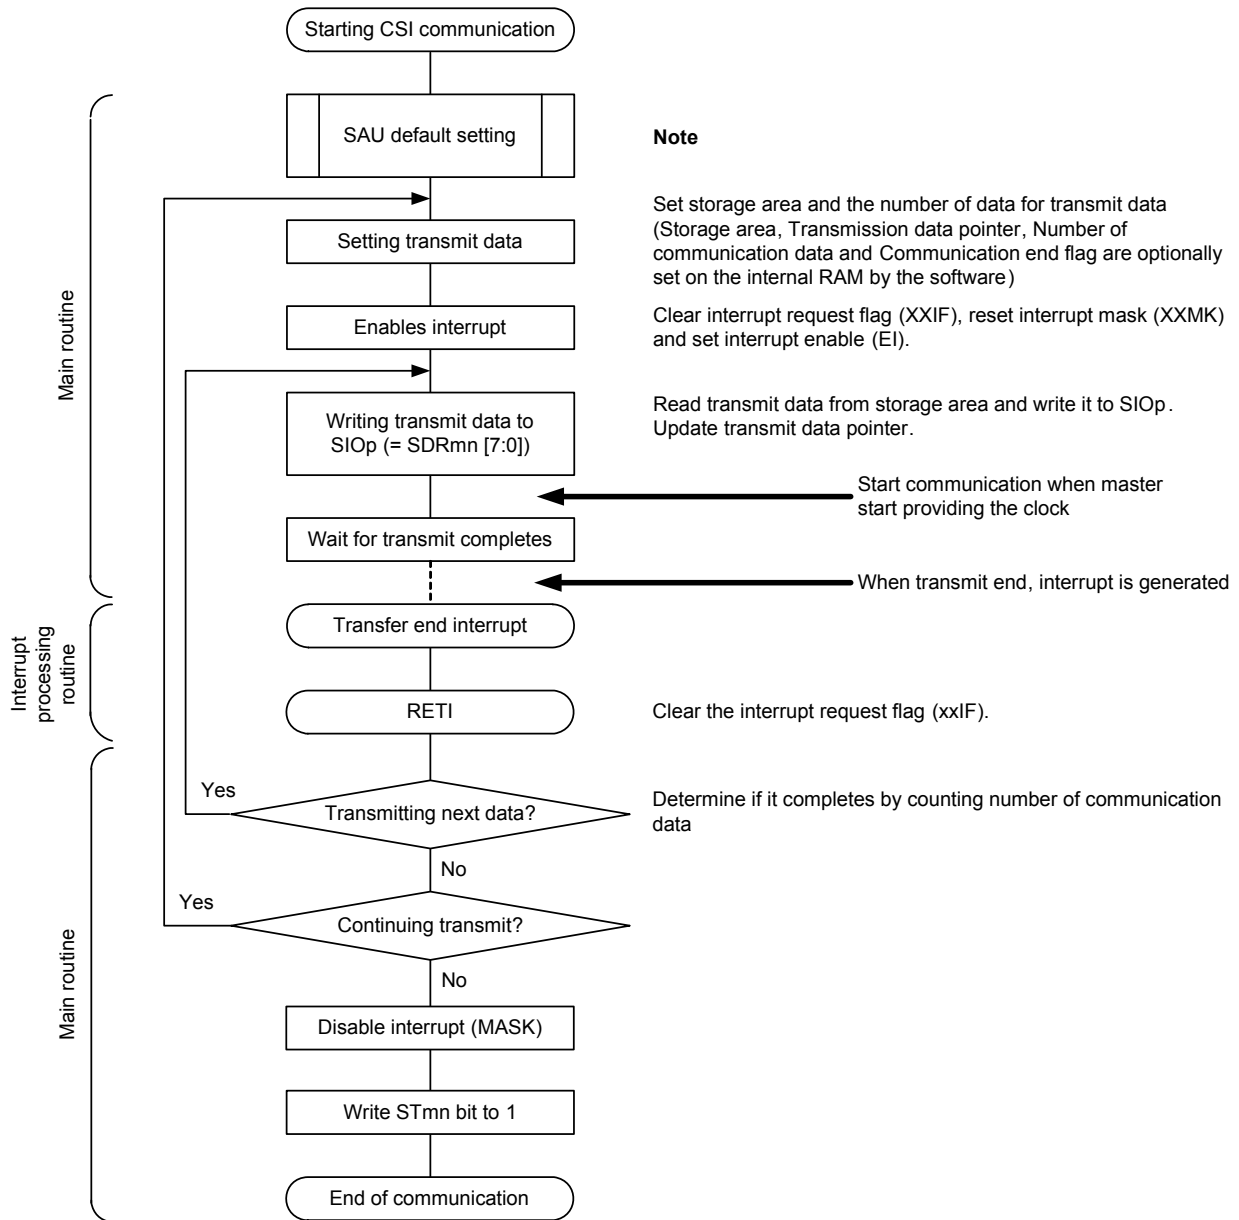 Starting CSI communication
SAU default setting
Note
Set storage area and the number of data for transmit data
(Storage area, Transmission data pointer, Number of
communication data and Communication end flag are optionally
set on the internal RAM by the software)
Setting transmit data
Enables interrupt
Clear interrupt request flag (XXIF), reset interrupt mask (XXMK)
and set interrupt enable (EI).
Main routine
Writing transmit data to
SIOp (= SDRmn [7:0])
Read transmit data from storage area and write it to SIOp.
Update transmit data pointer.
Start communication when master
start providing the clock
Wait for transmit completes
When transmit end, interrupt is generated
Transfer end interrupt
Interrupt
processing
routine
RETI
Clear the interrupt request flag (xxIF).
Yes
Transmitting next data?
Determine if it completes by counting number of communication
data
No
Yes
Continuing transmit?
No
Main routine
Disable interrupt (MASK)
Write STmn bit to 1
End of communication